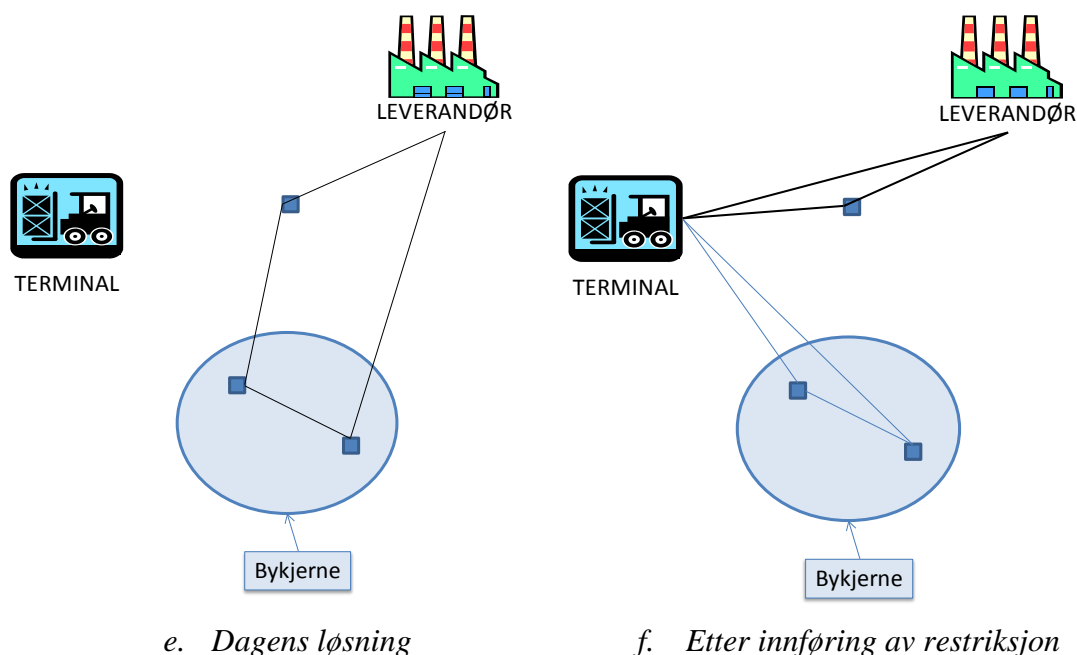 LEVERANDØR
TERMINAL
Bykjerne
e. Dagens løsning
LEVERANDØR
TERMINAL
Bykjerne
f. Etter innføring av restriksjon